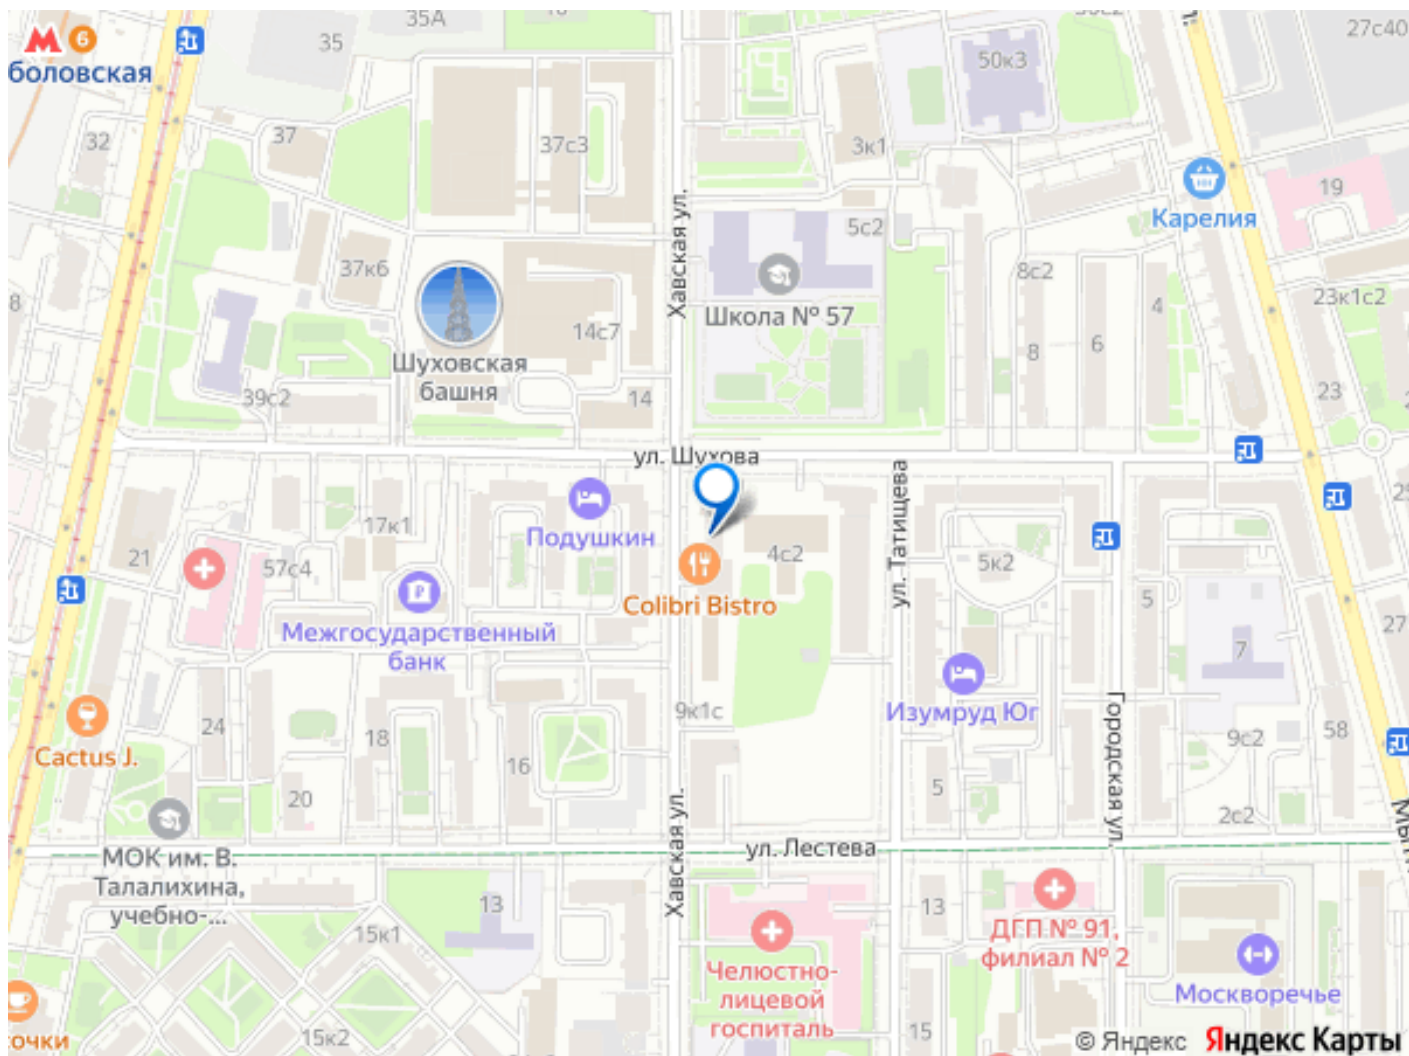 35А
35
50к3
27с40
6
боловская
32
37
37с3
3к1
19
Карелия
Хавская ул.
5с2
37к6
8с2
23к1с2
Школа № 57
4
14с7
8
6
Шуховская
башня
39с2
14
23
ул. Шухова
Подушкин
17к1
21
57с4
4с2
ул. Татищева
5к2
5
Colibri Bistro
27
Межгосударственный
банк
7
Изумруд Юг
9к1с
24
18
16
Городская ул.
9с2
58
Cactus J.
20
5
2с2
Хавская ул.
ул. Лестева
МОК им. В.
Талалихина,
учебно-...
13
13
15к1
ДГП № 91,
филиал № 2
Челюстно-
лицевой
госпиталь
Москворечье
15к2
15
очки
© Яндекс Яндекс Карты